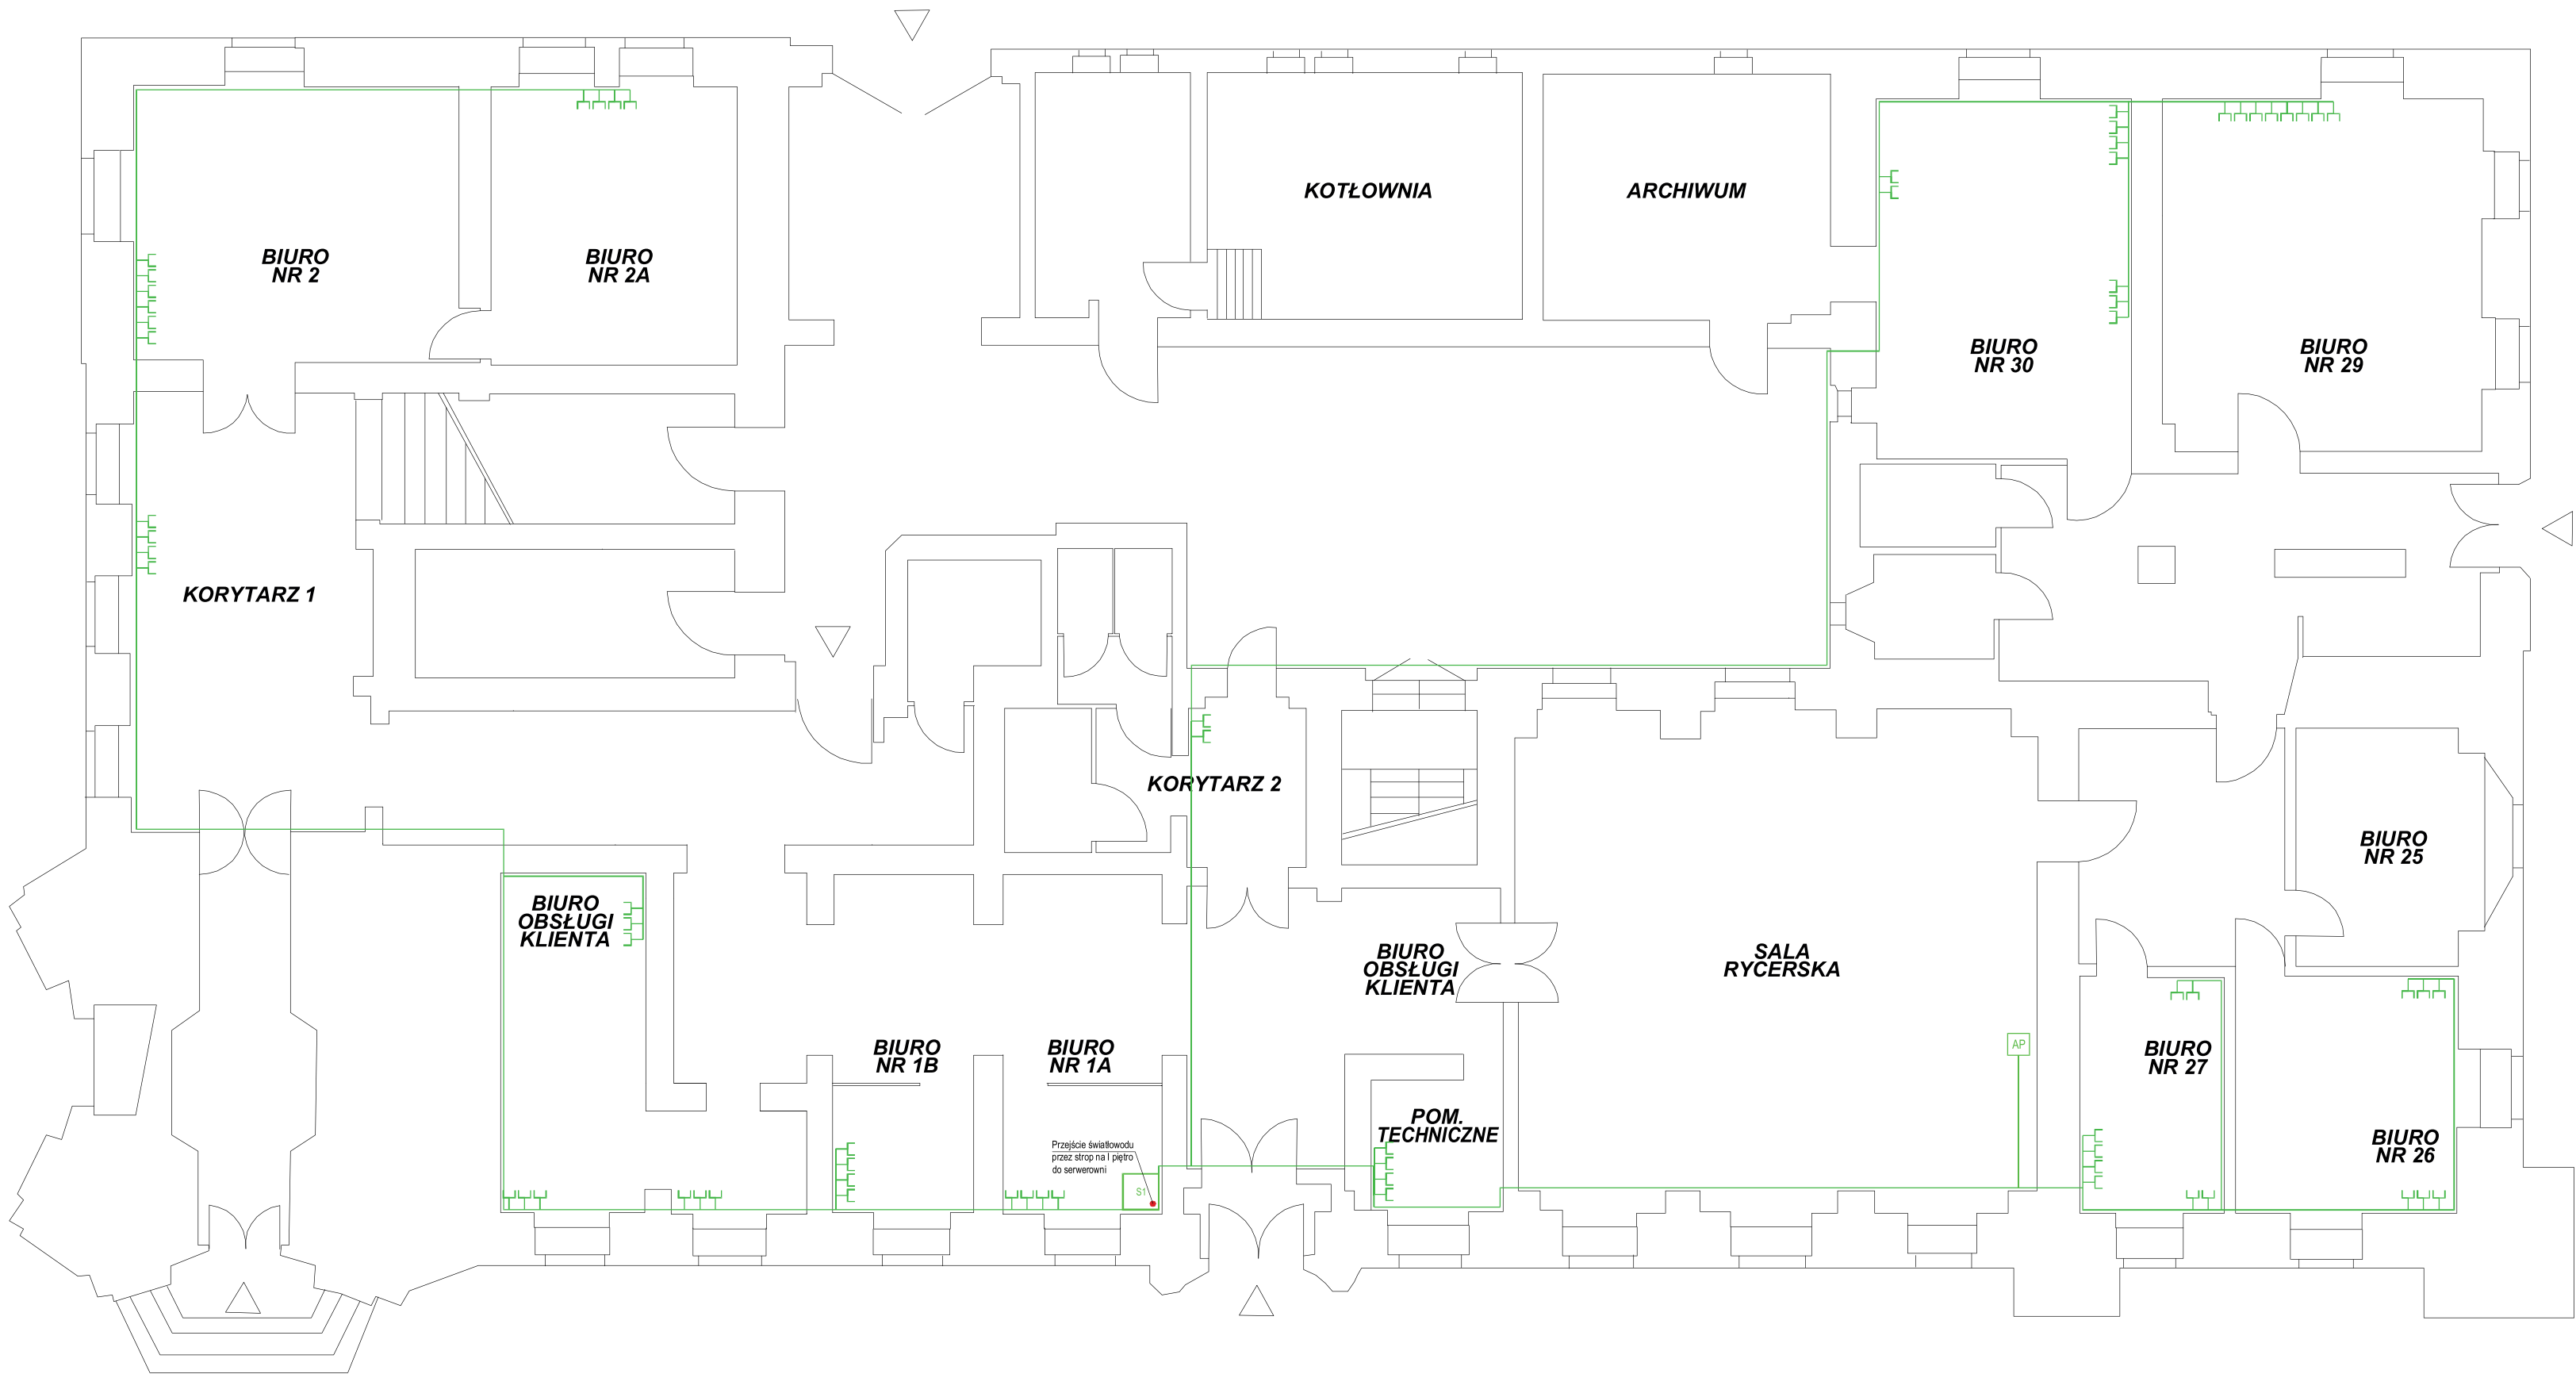 KOTŁOWNIA
ARCHIWUM
BIURO
NR 2
BIURO
NR 2A
BIURO
NR 30
BIURO
NR 29
KORYTARZ 1
KORYTARZ 2
BIURO
NR 25
BIURO
OBSŁUGI
KLIENTA
BIURO
OBSŁUGI
KLIENTA
SALA
RYCERSKA
BIURO
NR 1B
BIURO
NR 1A
AP
BIURO
NR 27
POM.
TECHNICZNE
BIURO
NR 26
Przejście światłowodu
przez strop na I piętro
do serwerowni
S1